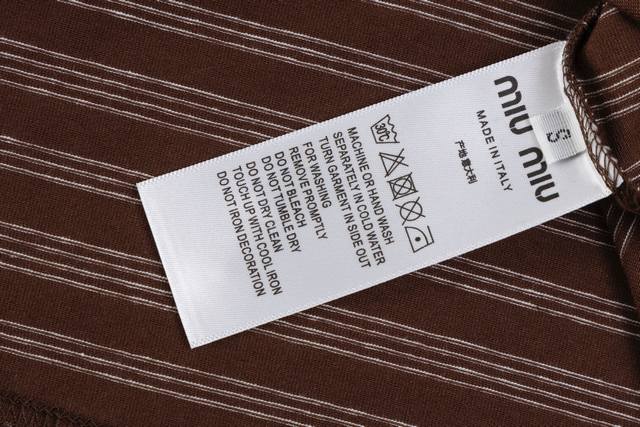 miu miu
S
MADE IN ITALY
产地意大利
30℃
MACHINE OR HAND WASH
SEPARATELY IN COLD WATER
TURN GARMENT IN SIDE OUT
FOR WASHING
REMOVE PROMPTLY
DO NOT BLEACH
DO NOT TUMBLE DRY
DO NOT DRY CLEAN
TOUCH UP WITH COOL IRON
DO NOT IRON DECORATION